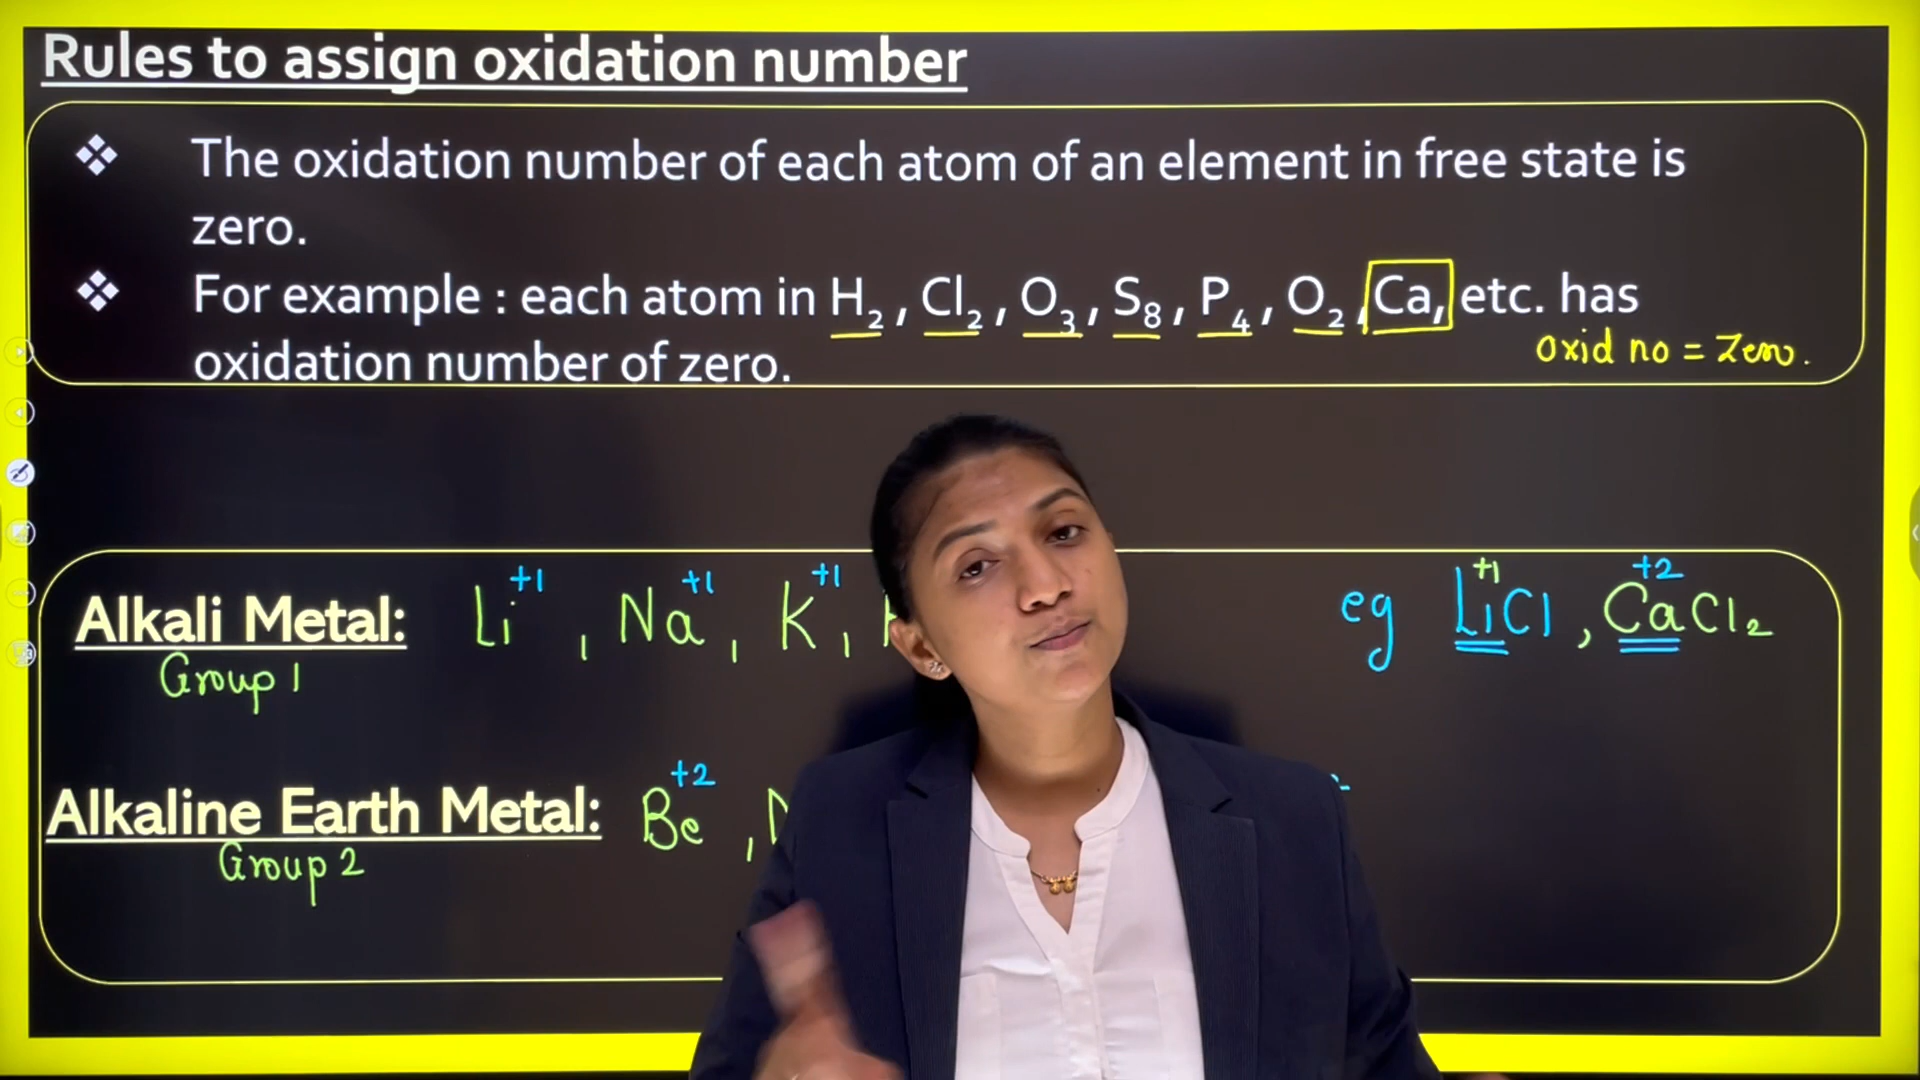 Rules to assign oxidation number
❖ The oxidation number of each atom of an element in free state is
zero.
❖ For example : each atom in H₂, Cl₂, O₃, S₈, P₄, O₂, Ca, etc. has
oxidation number of zero.
oxid no = Zero.
Alkali Metal: Li⁺¹, Na⁺¹, K⁺¹,
Group 1
eg LiCl, CaCl₂
+1 +2
Alkaline Earth Metal: Be⁺²,
Group 2